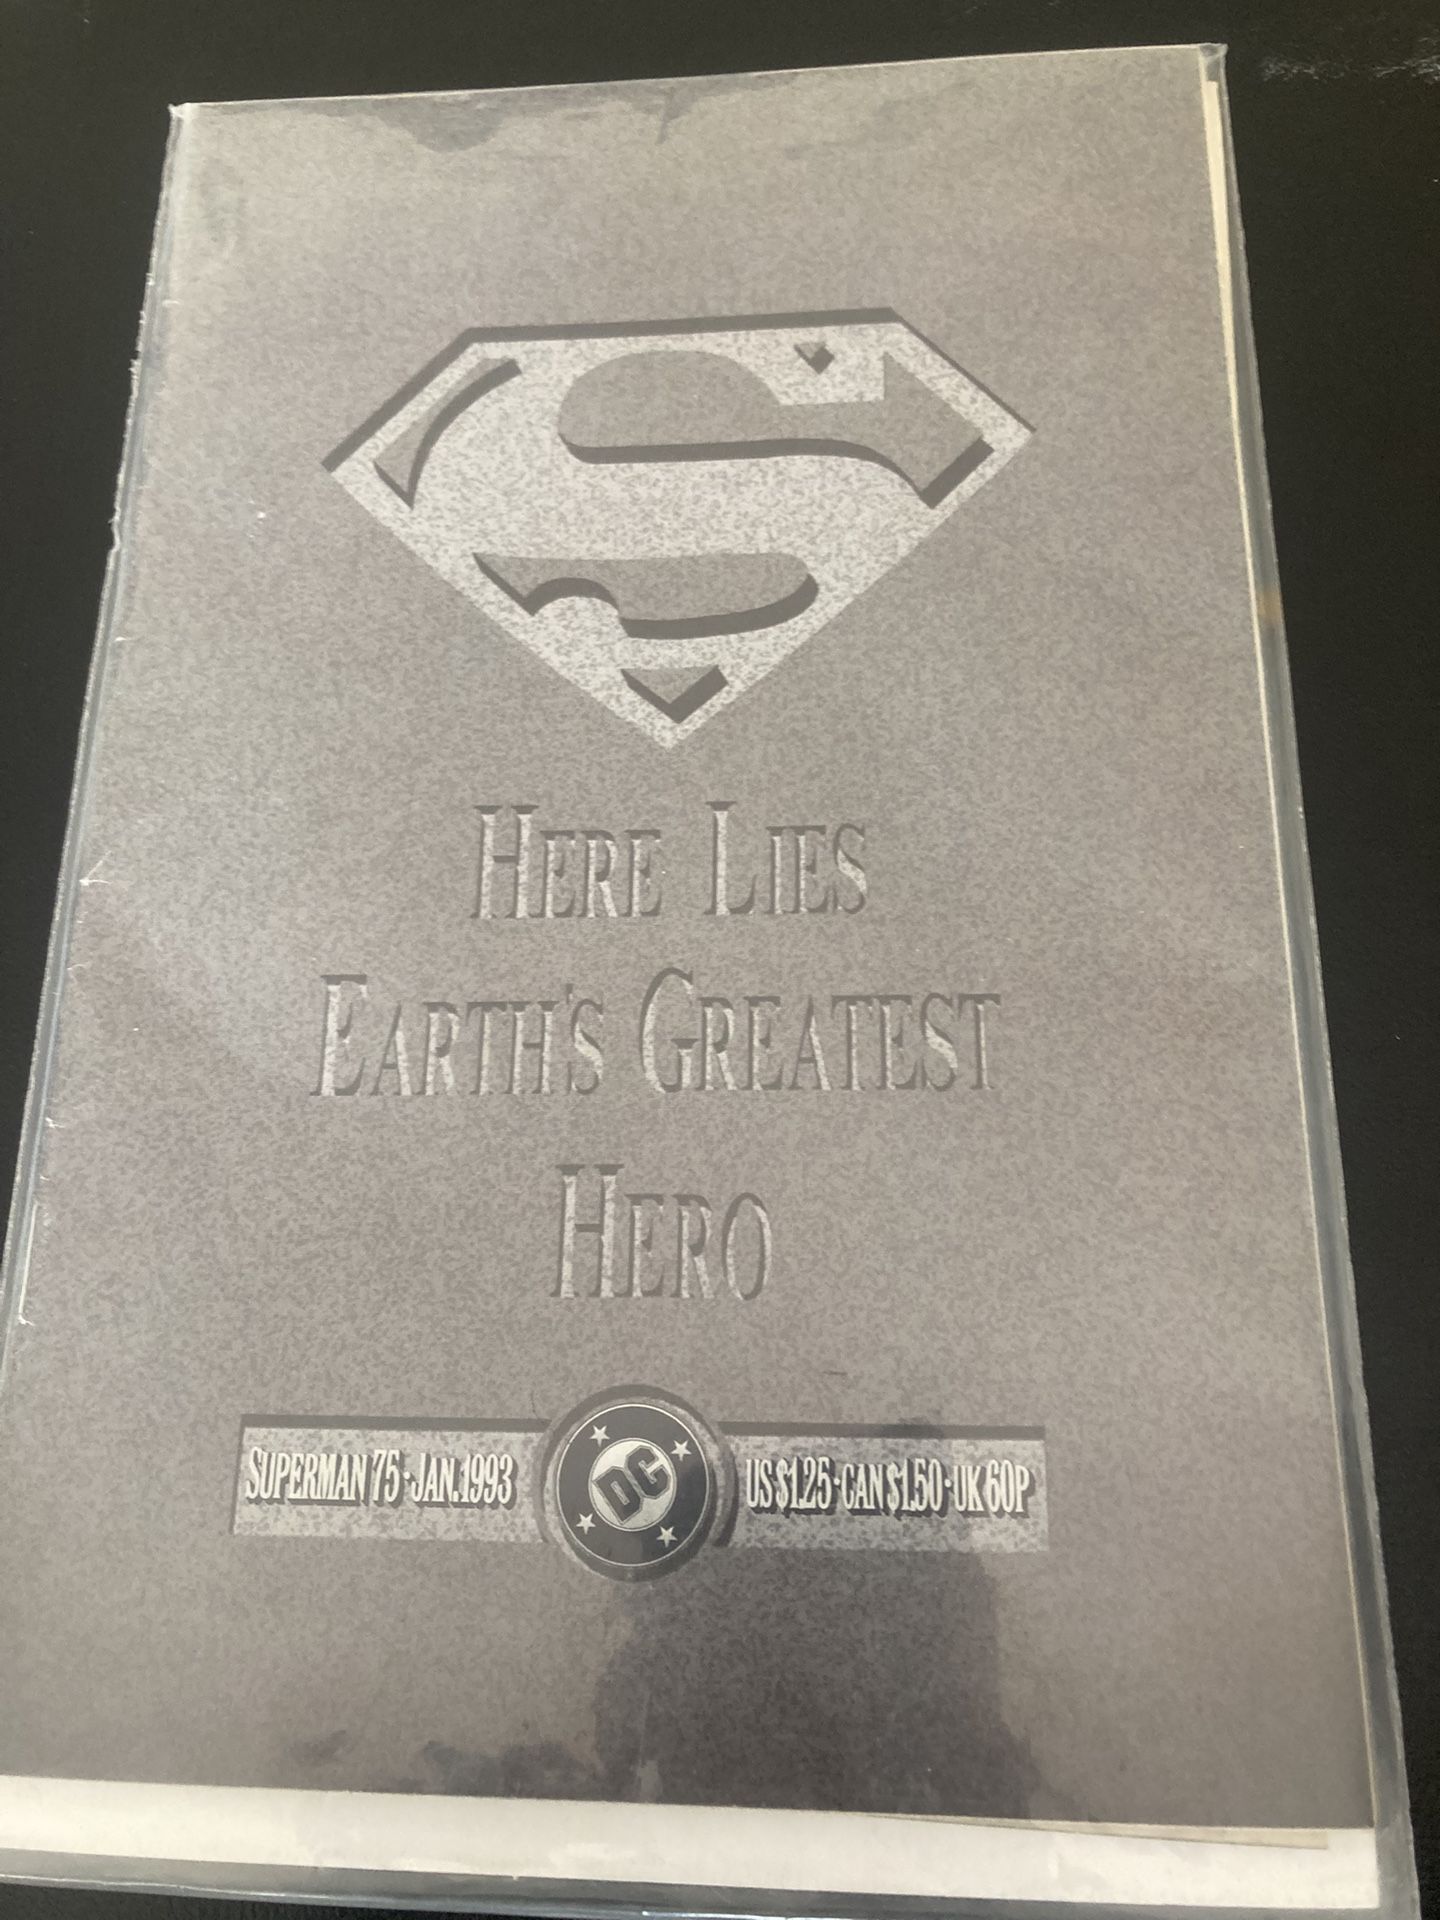 S
HERE LIES
EARTH'S GREATEST
HERO
SUPERMAN 75·JAN.1993
DC
US $1.25·CAN $1.50·UK 60P